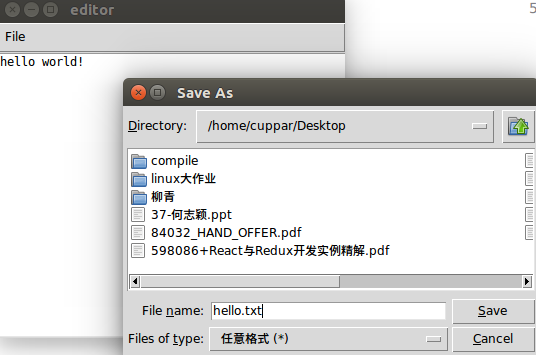 editor
5
File
hello world!
Save As
Directory: /home/cuppar/Desktop
compile
linux大作业
柳青
37-何志颖.ppt
84032_HAND_OFFER.pdf
598086+React与Redux开发实例精解.pdf
File name: hello.txt Save
Files of type: 任意格式 (*) Cancel